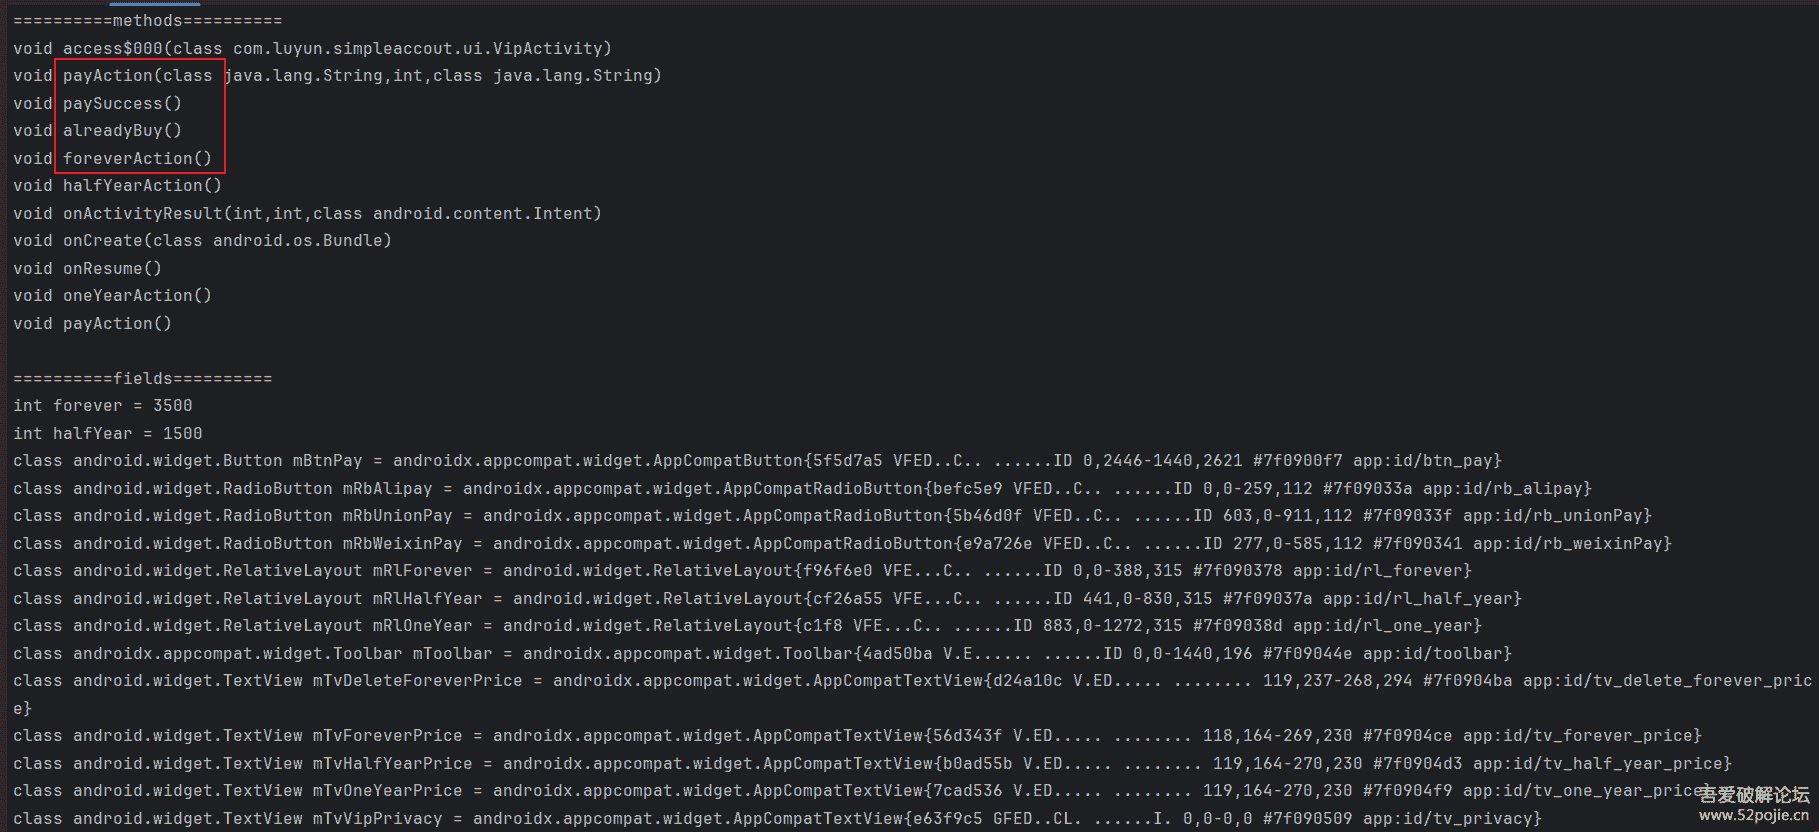 ==========methods==========
void access$000(class com.luyun.simpleaccout.ui.VipActivity)
void payAction(class java.lang.String,int,class java.lang.String)
void paySuccess()
void alreadyBuy()
void foreverAction()
void halfYearAction()
void onActivityResult(int,int,class android.content.Intent)
void onCreate(class android.os.Bundle)
void onResume()
void oneYearAction()
void payAction()
==========fields==========
int forever = 3500
int halfYear = 1500
class android.widget.Button mBtnPay = androidx.appcompat.widget.AppCompatButton{5f5d7a5 VFED..C.. ......ID 0,2446-1440,2621 #7f0900f7 app:id/btn_pay}
class android.widget.RadioButton mRbAlipay = androidx.appcompat.widget.AppCompatRadioButton{befc5e9 VFED..C.. ......ID 0,0-259,112 #7f09033a app:id/rb_alipay}
class android.widget.RadioButton mRbUnionPay = androidx.appcompat.widget.AppCompatRadioButton{5b46d0f VFED..C.. ......ID 603,0-911,112 #7f09033f app:id/rb_unionPay}
class android.widget.RadioButton mRbWeixinPay = androidx.appcompat.widget.AppCompatRadioButton{e9a726e VFED..C.. ......ID 277,0-585,112 #7f090341 app:id/rb_weixinPay}
class android.widget.RelativeLayout mRlForever = android.widget.RelativeLayout{f96f6e0 VFE...C.. ......ID 0,0-388,315 #7f090378 app:id/rl_forever}
class android.widget.RelativeLayout mRlHalfYear = android.widget.RelativeLayout{cf26a55 VFE...C.. ......ID 441,0-830,315 #7f09037a app:id/rl_half_year}
class android.widget.RelativeLayout mRlOneYear = android.widget.RelativeLayout{c1f8 VFE...C.. ......ID 883,0-1272,315 #7f09038d app:id/rl_one_year}
class androidx.appcompat.widget.Toolbar mToolbar = androidx.appcompat.widget.Toolbar{4ad50ba V.E...... ......ID 0,0-1440,196 #7f09044e app:id/toolbar}
class android.widget.TextView mTvDeleteForeverPrice = androidx.appcompat.widget.AppCompatTextView{d24a10c V.ED..... ........ 119,237-268,294 #7f0904ba app:id/tv_delete_forever_pric
e}
class android.widget.TextView mTvForeverPrice = androidx.appcompat.widget.AppCompatTextView{56d343f V.ED..... ........ 118,164-269,230 #7f0904ce app:id/tv_forever_price}
class android.widget.TextView mTvHalfYearPrice = androidx.appcompat.widget.AppCompatTextView{b0ad55b V.ED..... ........ 119,164-270,230 #7f0904d3 app:id/tv_half_year_price}
class android.widget.TextView mTvOneYearPrice = androidx.appcompat.widget.AppCompatTextView{7cad536 V.ED..... ........ 119,164-270,230 #7f0904f9 app:id/tv_one_year_price}
class android.widget.TextView mTvVipPrivacy = androidx.appcompat.widget.AppCompatTextView{e63f9c5 GFED..CL. ......I. 0,0-0,0 #7f090509 app:id/tv_privacy}
吾爱破解论坛
www.52pojie.cn